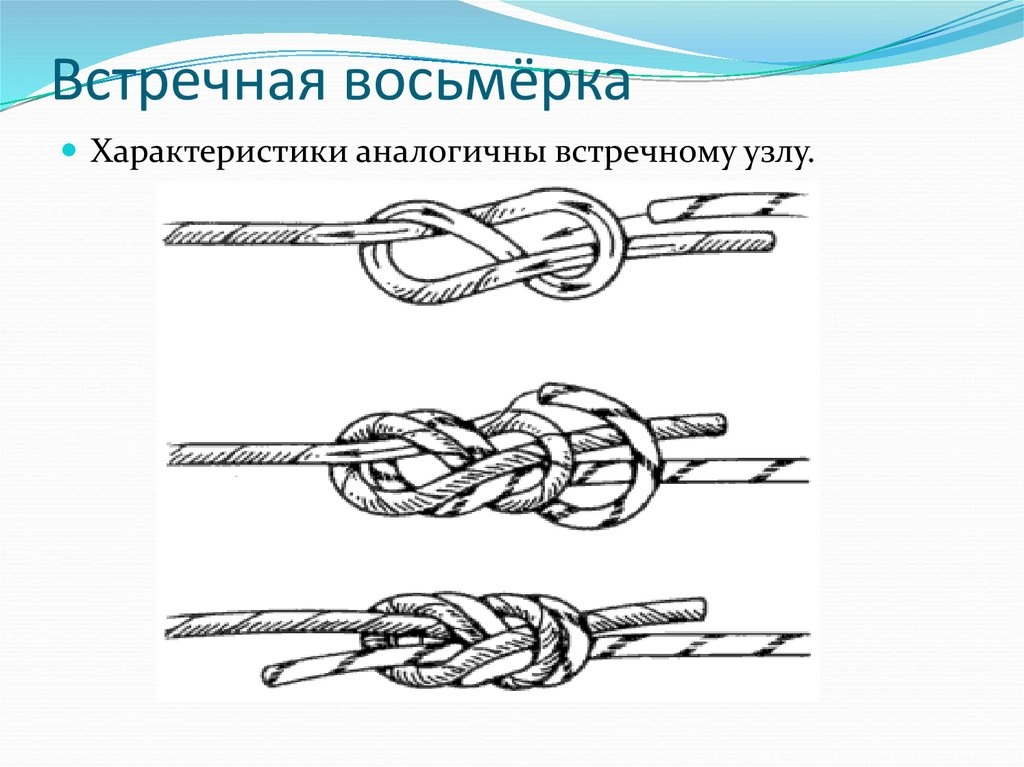 Встречная восьмёрка
Характеристики аналогичны встречному узлу.